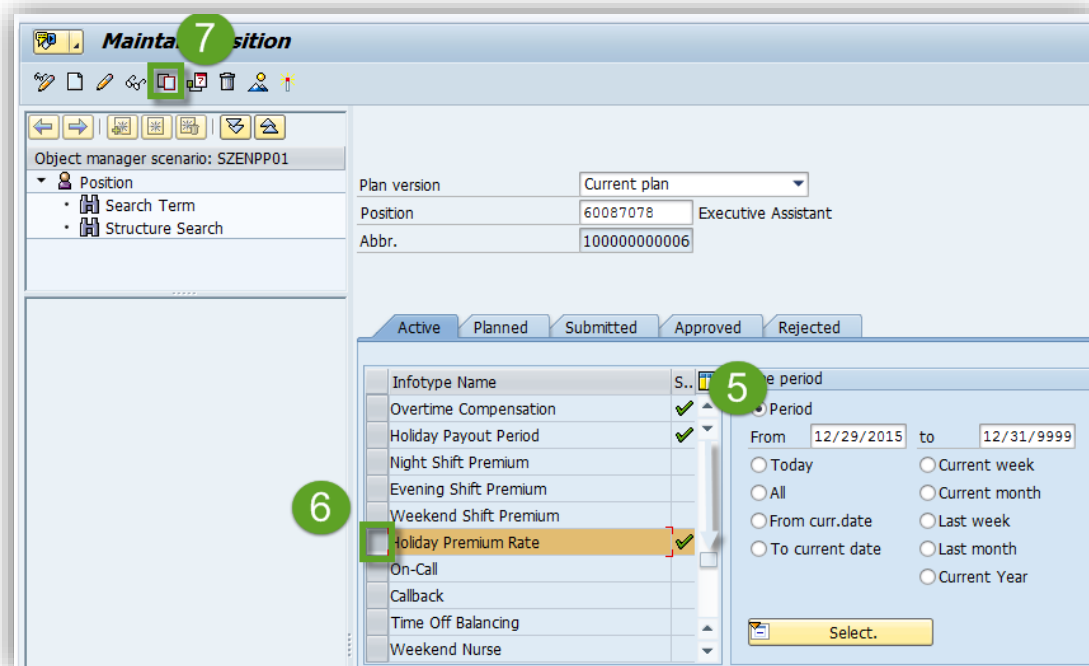 Mainta sition
7
Object manager scenario: SZENPP01
Position
Search Term
Structure Search
Plan version Current plan
Position 60087078 Executive Assistant
Abbr. 100000000006
Active Planned Submitted Approved Rejected
Infotype Name S..
Overtime Compensation
Holiday Payout Period
Night Shift Premium
Evening Shift Premium
Weekend Shift Premium
6
Holiday Premium Rate
On-Call
Callback
Time Off Balancing
Weekend Nurse
5
e period
Period
From 12/29/2015 to 12/31/9999
Today Current week
All Current month
From curr.date Last week
To current date Last month
Current Year
Select.